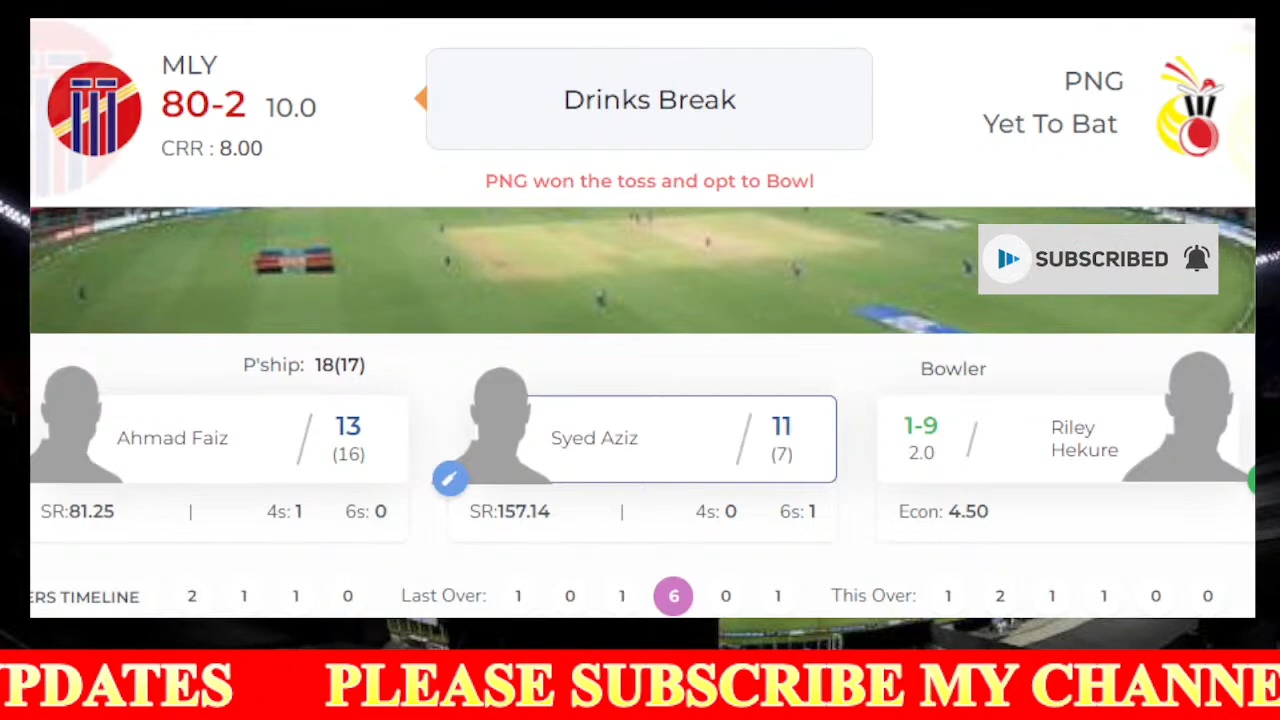 MLY
80-2 10.0
CRR : 8.00
Drinks Break
PNG won the toss and opt to Bowl
PNG
Yet To Bat
SUBSCRIBED
P'ship: 18(17)
Ahmad Faiz
13
(16)
SR:81.25 | 4s: 1 6s: 0
Syed Aziz
11
(7)
SR:157.14 | 4s: 0 6s: 1
Bowler
1-9
2.0
Riley
Hekure
Econ: 4.50
ERS TIMELINE 2 1 1 0 Last Over: 1 0 1 6 0 1 This Over: 1 2 1 1 0 0
PDATES PLEASE SUBSCRIBE MY CHANNE